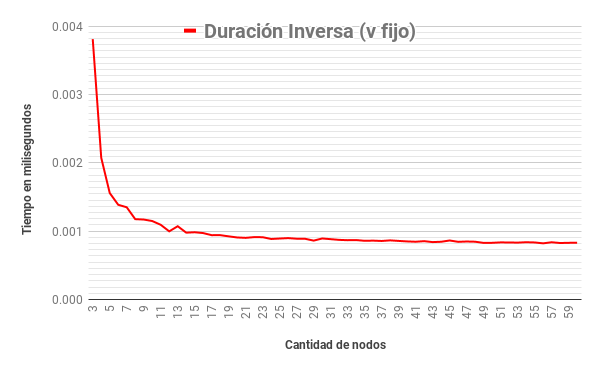 Duración Inversa (v fijo)
0.004
0.003
0.002
0.001
0.000
Tiempo en milisegundos
3 5 7 9 11 13 15 17 19 21 23 25 27 29 31 33 35 37 39 41 43 45 47 49 51 53 55 57 59
Cantidad de nodos